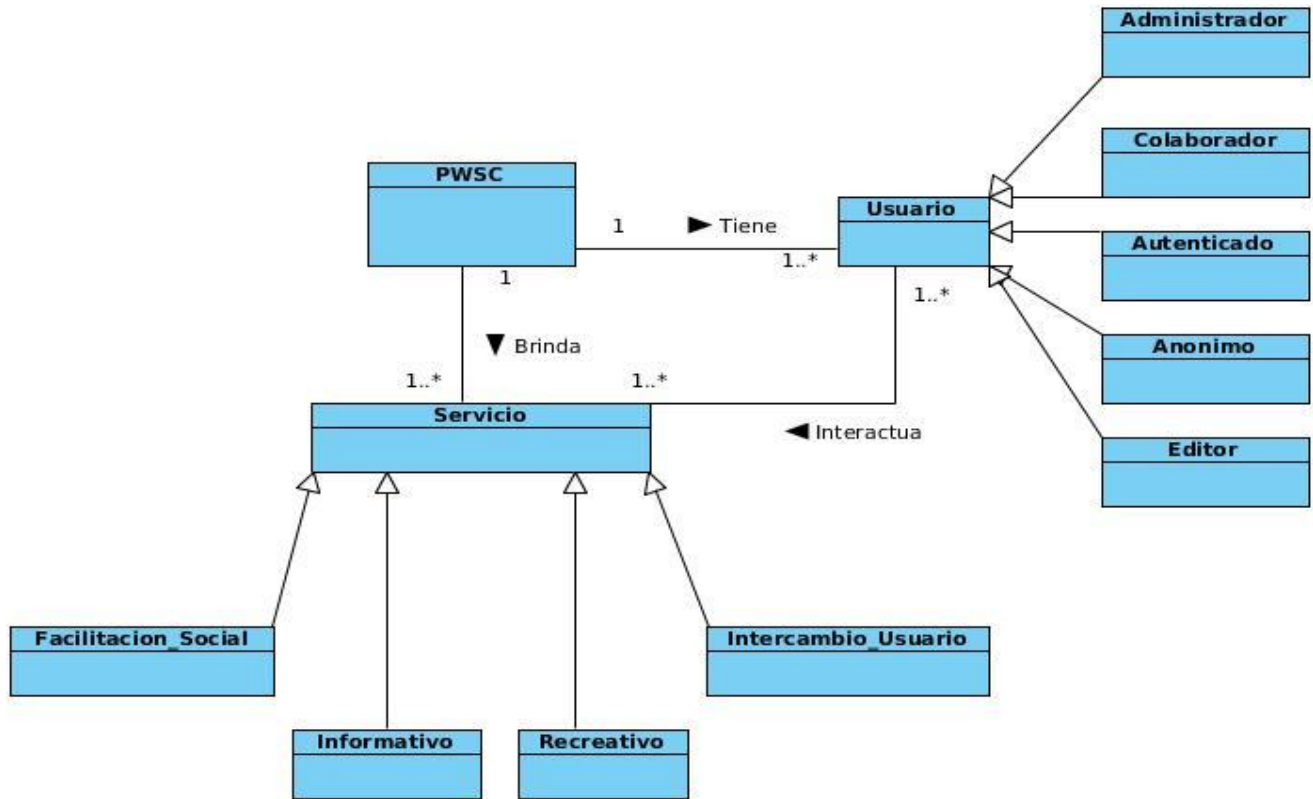 Administrador
Colaborador
PWSC
Usuario
1
Tiene
Autenticado
1..*
1
1..*
Anonimo
Brinda
1..*
1..*
Servicio
Interactua
Editor
Facilitacion_Social
Intercambio_Usuario
Informativo
Recreativo